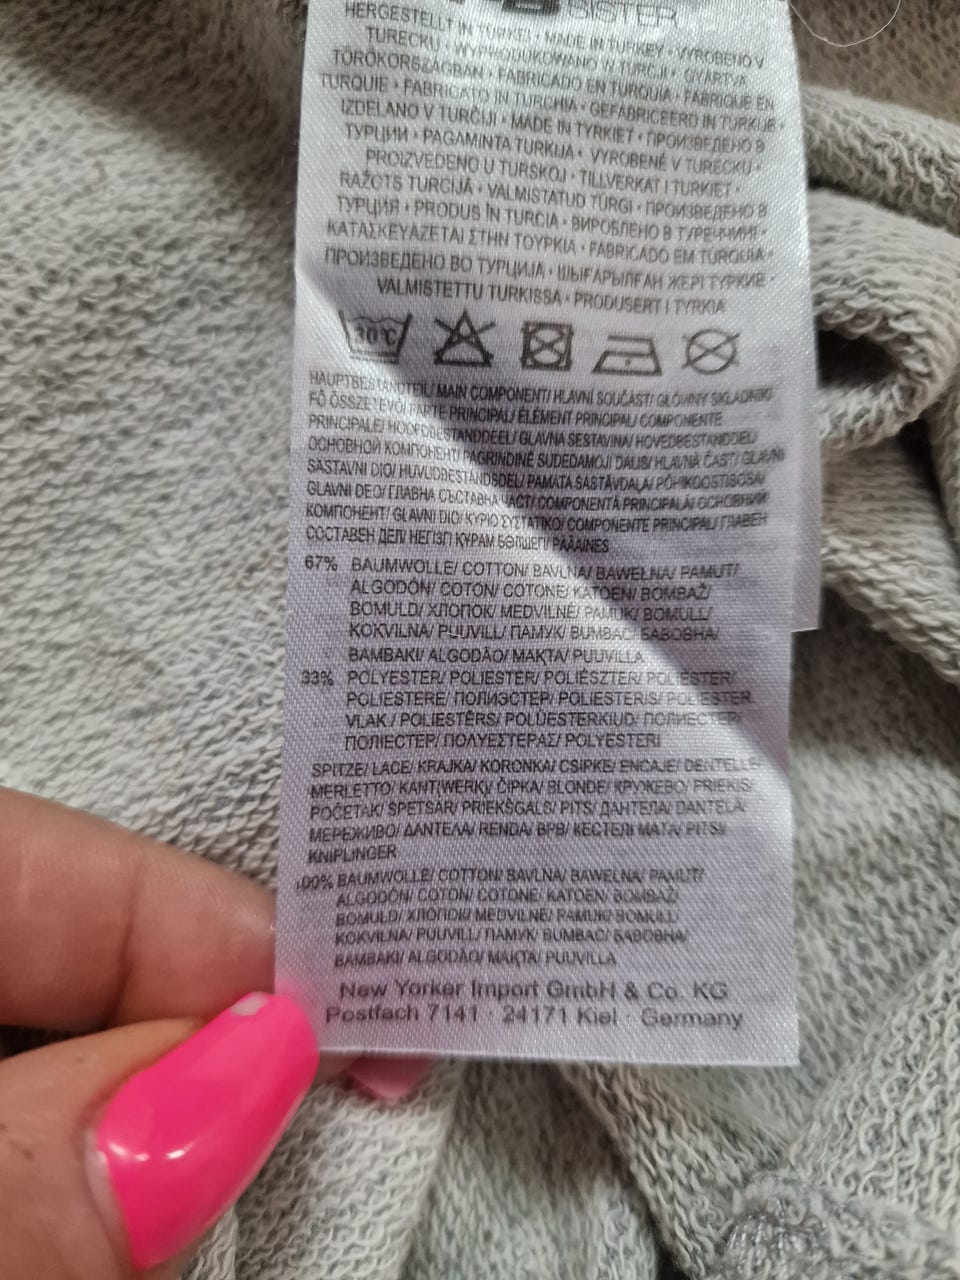 SISTER
HERGESTELLT IN TÜRKEI • MADE IN TURKEY • VYROBENO V
TURECKU • WYPRODUKOWANO W TURCJI • GYÁRTVA
TÖRÖKORSZÁGBAN • FABRICADO EN TURQUIA • FABRIQUÉ EN
TURQUIE • FABRICATO IN TURCHIA • GEFABRICEERD IN TURKIJE •
IZDELANO V TURČIJI • MADE IN TYRKIET • ПРОИЗВЕДЕНО В
ТУРЦИИ • PAGAMINTA TURKIJA • VYROBENÉ V TURECKU •
PROIZVEDENO U TURSKOJ • TILLVERKAT I TURKIET •
RAŽOTS TURCIJĀ • VALMISTATUD TÜRGI • ПРОИЗВЕДЕНО В
ТУРЦИЯ • PRODUS ÎN TURCIA • ВИРОБЛЕНО В ТУРЕЧЧИНІ •
ΚΑΤΑΣΚΕΥΑΖΕΤΑΙ ΣΤΗΝ ΤΟΥΡΚΙΑ • FABRICADO EM TURQUIA •
ПРОИЗВЕДЕНО ВО ТУРЦИЈА • ШЫҒАРЫЛҒАН ЖЕРІ ТУРКИЕ •
VALMISTETTU TURKISSA • PRODUSERT I TYRKIA
30°C
HAUPTBESTANDTEIL/ MAIN COMPONENT/ HLAVNÍ SOUČÁST/ GŁÓWNY SKŁADNIK/
FŐ ÖSSZETEVŐ/ PARTE PRINCIPAL/ ÉLÉMENT PRINCIPAL/ COMPONENTE
PRINCIPALE/ HOOFDBESTANDDEEL/ GLAVNA SESTAVINA/ HOVEDBESTANDDEL/
ОСНОВНОЙ КОМПОНЕНТ/ PAGRINDINĖ SUDEDAMOJI DALIS/ HLAVNÁ ČASŤ/ GLAVNI
SASTAVNI DIO/ HUVUDBESTANDSDEL/ PAMATA SASTĀVDAĻA/ PÕHIKOOSTISOSA/
GLAVNI DEO/ ГЛАВНА СЪСТАВНА ЧАСТ/ COMPONENTĂ PRINCIPALĂ/ ОСНОВНИЙ
КОМПОНЕНТ/ GLAVNI DIO/ ΚΥΡΙΟ ΣΥΣΤΑΤΙΚΟ/ COMPONENTE PRINCIPAL/ ГЛАВЕН
СОСТАВЕН ДЕЛ/ НЕГІЗГІ ҚҰРАМ БӨЛШЕГІ/ PÄÄAINES
67% BAUMWOLLE/ COTTON/ BAVLNA/ BAWEŁNA/ PAMUT/
ALGODÓN/ COTON/ COTONE/ KATOEN/ BOMBAŽ/
BOMULD/ ХЛОПОК/ MEDVILNĖ/ PAMUK/ BOMULL/
KOKVILNA/ PUUVILL/ ПАМУК/ BUMBAC/ БАВОВНА/
BAMBAKI/ ALGODÃO/ МАҚТА/ PUUVILLA
33% POLYESTER/ POLIESTER/ POLIÉSZTER/ POLIÉSTER/
POLIESTERE/ ПОЛИЭСТЕР/ POLIESTERIS/ POLIESTER
VLAK./ POLIESTĒRS/ POLÜESTERKIUD/ ПОЛИЕСТЕР/
ПОЛІЕСТЕР/ ΠΟΛΥΕΣΤΕΡΑΣ/ POLYESTERI
SPITZE/ LACE/ KRAJKA/ KORONKA/ CSIPKE/ ENCAJE/ DENTELLE/
MERLETTO/ KANT(WERK)/ ČIPKA/ BLONDE/ КРУЖЕВО/ PRIEKIS
POČETAK/ SPETSAR/ PRIEKŠGALS/ PITS/ ДАНТЕЛА/ DANTELA/
МЕРЕЖИВО/ ΔΑΝΤΕΛΑ/ RENDA/ ВРВ/ КЕСТЕЛІ МАТА/ PITSI/
KNIPLINGER
100% BAUMWOLLE/ COTTON/ BAVLNA/ BAWEŁNA/ PAMUT/
ALGODÓN/ COTON/ COTONE/ KATOEN/ BOMBAŽ/
BOMULD/ ХЛОПОК/ MEDVILNĖ/ PAMUK/ BOMULL/
KOKVILNA/ PUUVILL/ ПАМУК/ BUMBAC/ БАВОВНА/
BAMBAKI/ ALGODÃO/ МАҚТА/ PUUVILLA
New Yorker Import GmbH & Co. KG
Postfach 7141 · 24171 Kiel · Germany